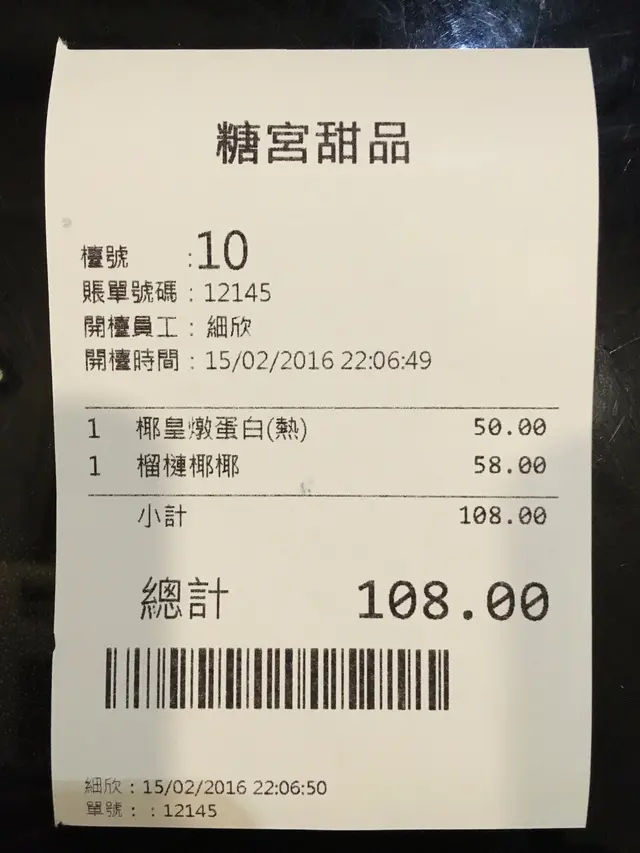 糖宮甜品
檯號 :10
賬單號碼 : 12145
開檯員工 : 細欣
開檯時間 : 15/02/2016 22:06:49
1 椰皇燉蛋白(熱) 50.00
1 榴槤椰椰 58.00
小計 108.00
總計 108.00
細欣 : 15/02/2016 22:06:50
單號 : : 12145